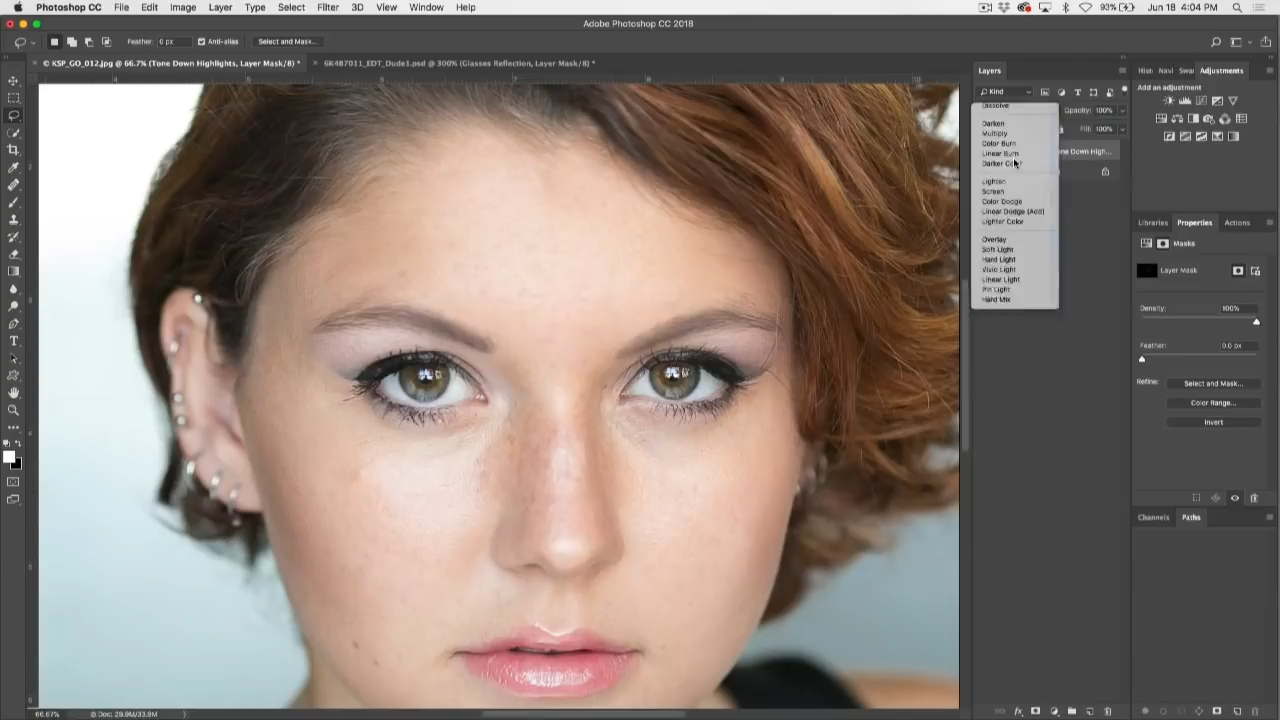 Photoshop CC File Edit Image Layer Type Select Filter 3D View Window Help 93% Jun 18 4:04 PM
Adobe Photoshop CC 2018
Feather: 0 px Anti-alias Select and Mask...
× © KSP_GO_012.jpg @ 66.7% (Tone Down Highlights, Layer Mask/8) * × 6K487011_EDT_Dude1.psd @ 300% (Glasses Reflection, Layer Mask/8) *
Layers
Kind
Dissolve
Opacity: 100%
Darken
Multiply
Fill: 100%
Color Burn
Linear Burn
one Down High...
Darker Color
Lighten
Screen
Color Dodge
Linear Dodge (Add)
Lighter Color
Overlay
Soft Light
Hard Light
Vivid Light
Linear Light
Pin Light
Hard Mix
Navi Adjustments
Add an adjustment
Libraries Properties Actions
Masks
Layer Mask
Density: 100%
Feather: 0.0 px
Refine: Select and Mask...
Color Range...
Invert
Channels Paths
66.67% Doc: 29.9M/33.9M